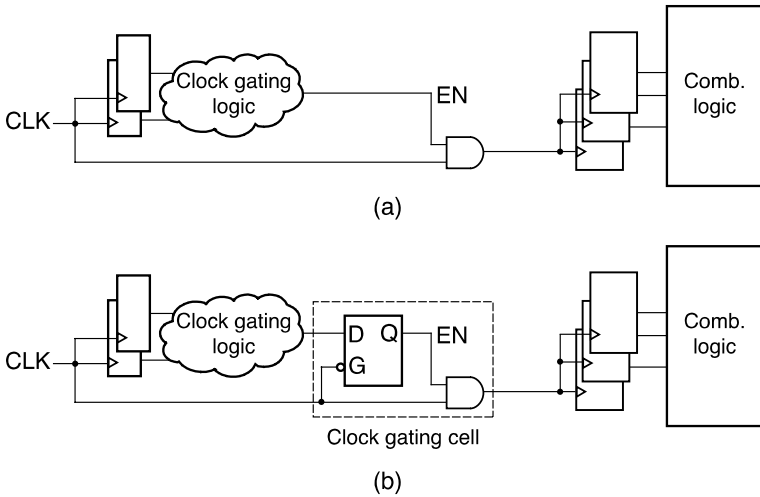 Clock gating
logic
EN
CLK
Comb.
logic
(a)
Clock gating
logic
D Q
EN
G
CLK
Comb.
logic
Clock gating cell
(b)